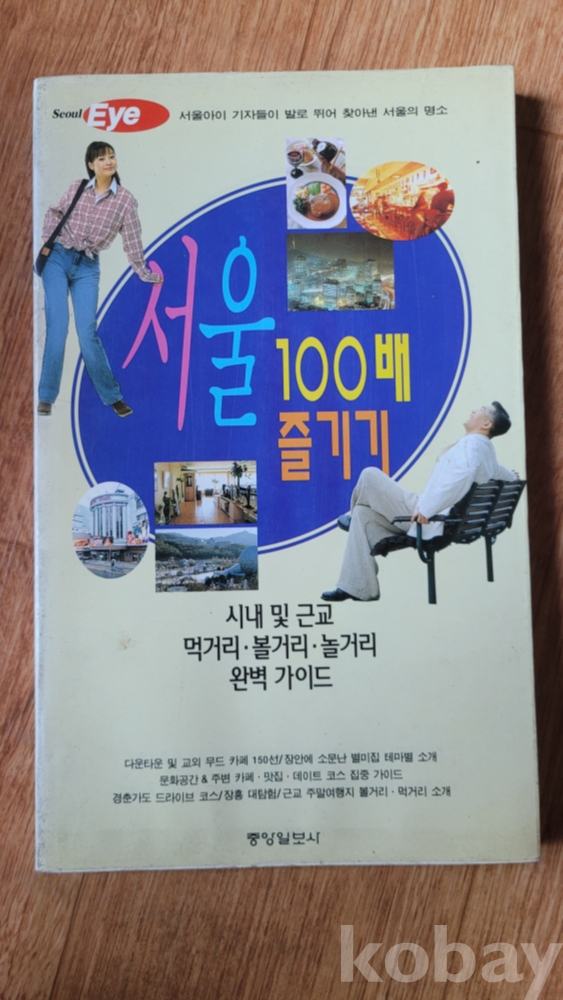 Seoul Eye
서울아이 기자들이 발로 뛰어 찾아낸 서울의 명소
서울
100배
즐기기
시내 및 근교
먹거리·볼거리·놀거리
완벽 가이드
다운타운 및 교외 무드 카페 150선/장안에 소문난 별미집 테마별 소개
문화공간 & 주변 카페·맛집·데이트 코스 집중 가이드
경춘가도 드라이브 코스/장흥 대탐험/근교 주말여행지 볼거리·먹거리 소개
중앙일보사
kobay